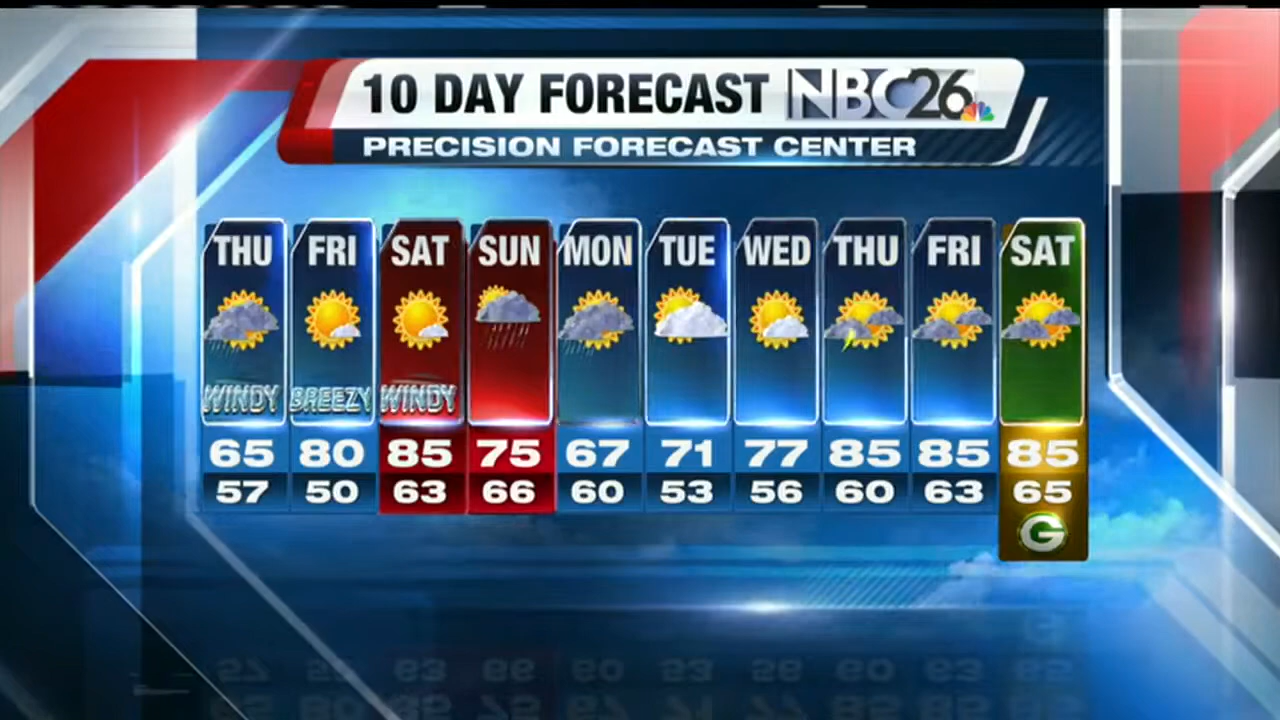 10 DAY FORECAST NBC26
PRECISION FORECAST CENTER
THU FRI SAT SUN MON TUE WED THU FRI SAT
WINDY BREEZY WINDY
65 80 85 75 67 71 77 85 85 85
57 50 63 66 60 53 56 60 63 65
G